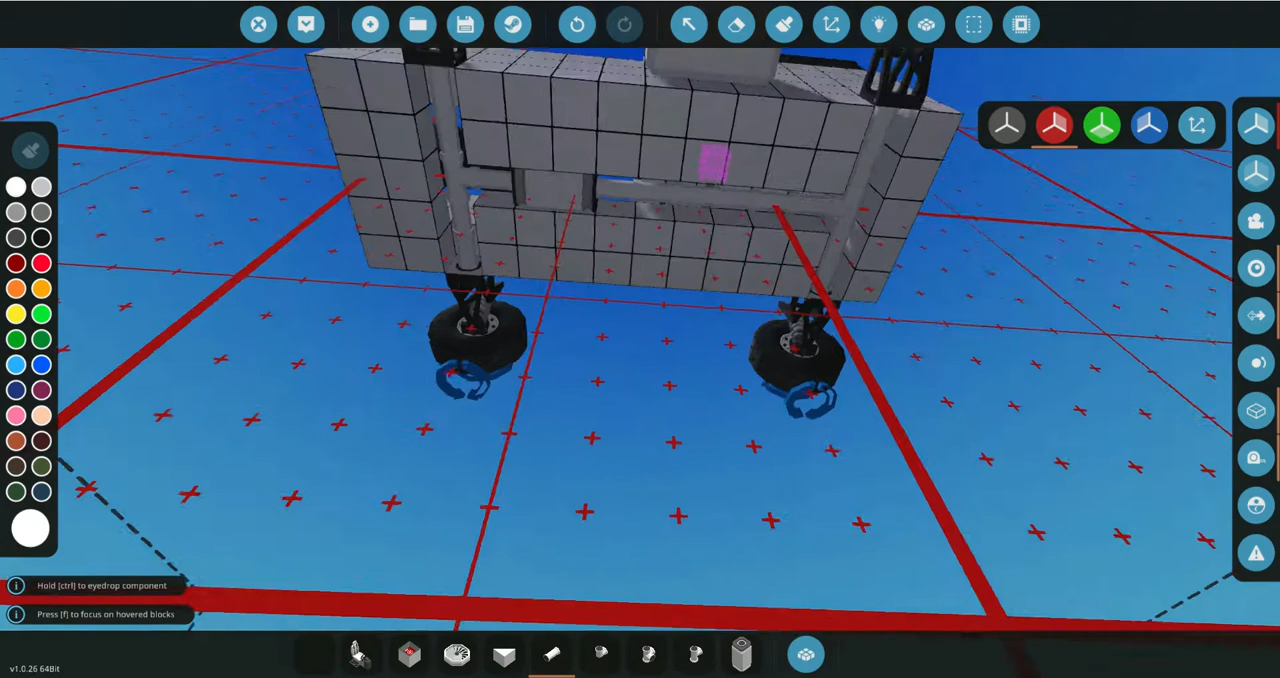 Hold [ctrl] to eyedrop component
Press [f] to focus on hovered blocks
v1.0.26 64Bit